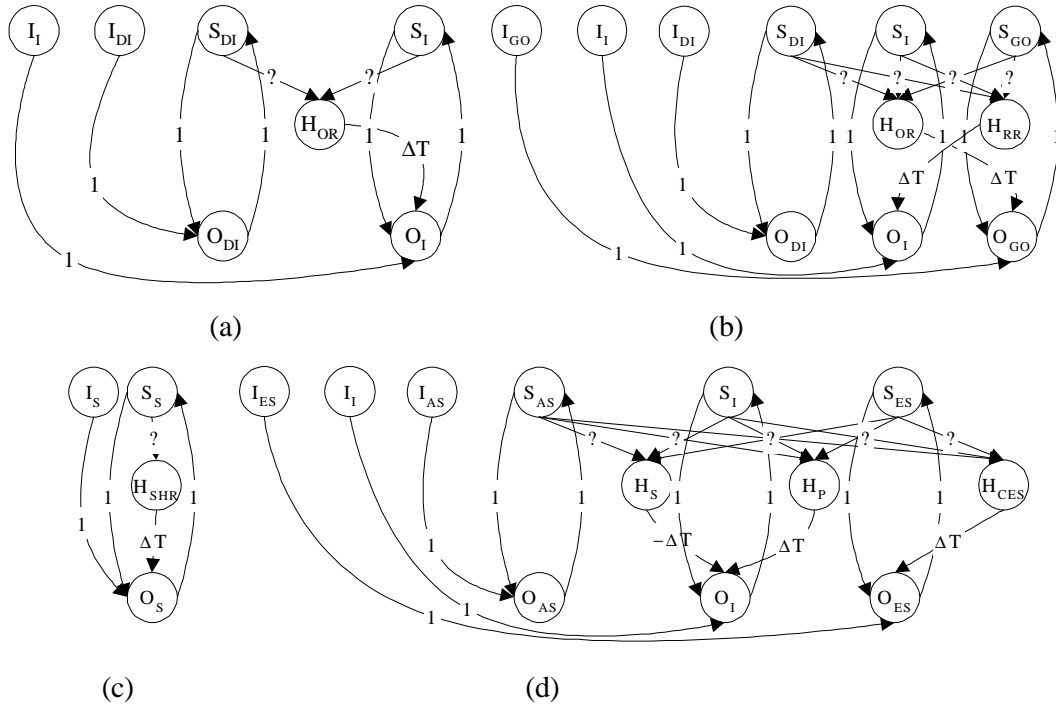 I_I I_DI S_DI S_I I_GO I_I I_DI S_DI S_I S_GO
? ? ? ? ? ?
H_OR H_OR H_RR
1 1 1 1 1 1 1 1 1 1
ΔT ΔT ΔT
1 1
O_DI O_I O_DI O_I O_GO
1 1 1
(a) (b)
I_S S_S I_ES I_I I_AS S_AS S_I S_ES
? ? ? ? ? ?
H_SHR H_S H_P H_CES
1 1 1 1 1 1 1 1 1
ΔT −ΔT ΔT ΔT
1
O_S O_AS O_I O_ES
1 1
(c) (d)